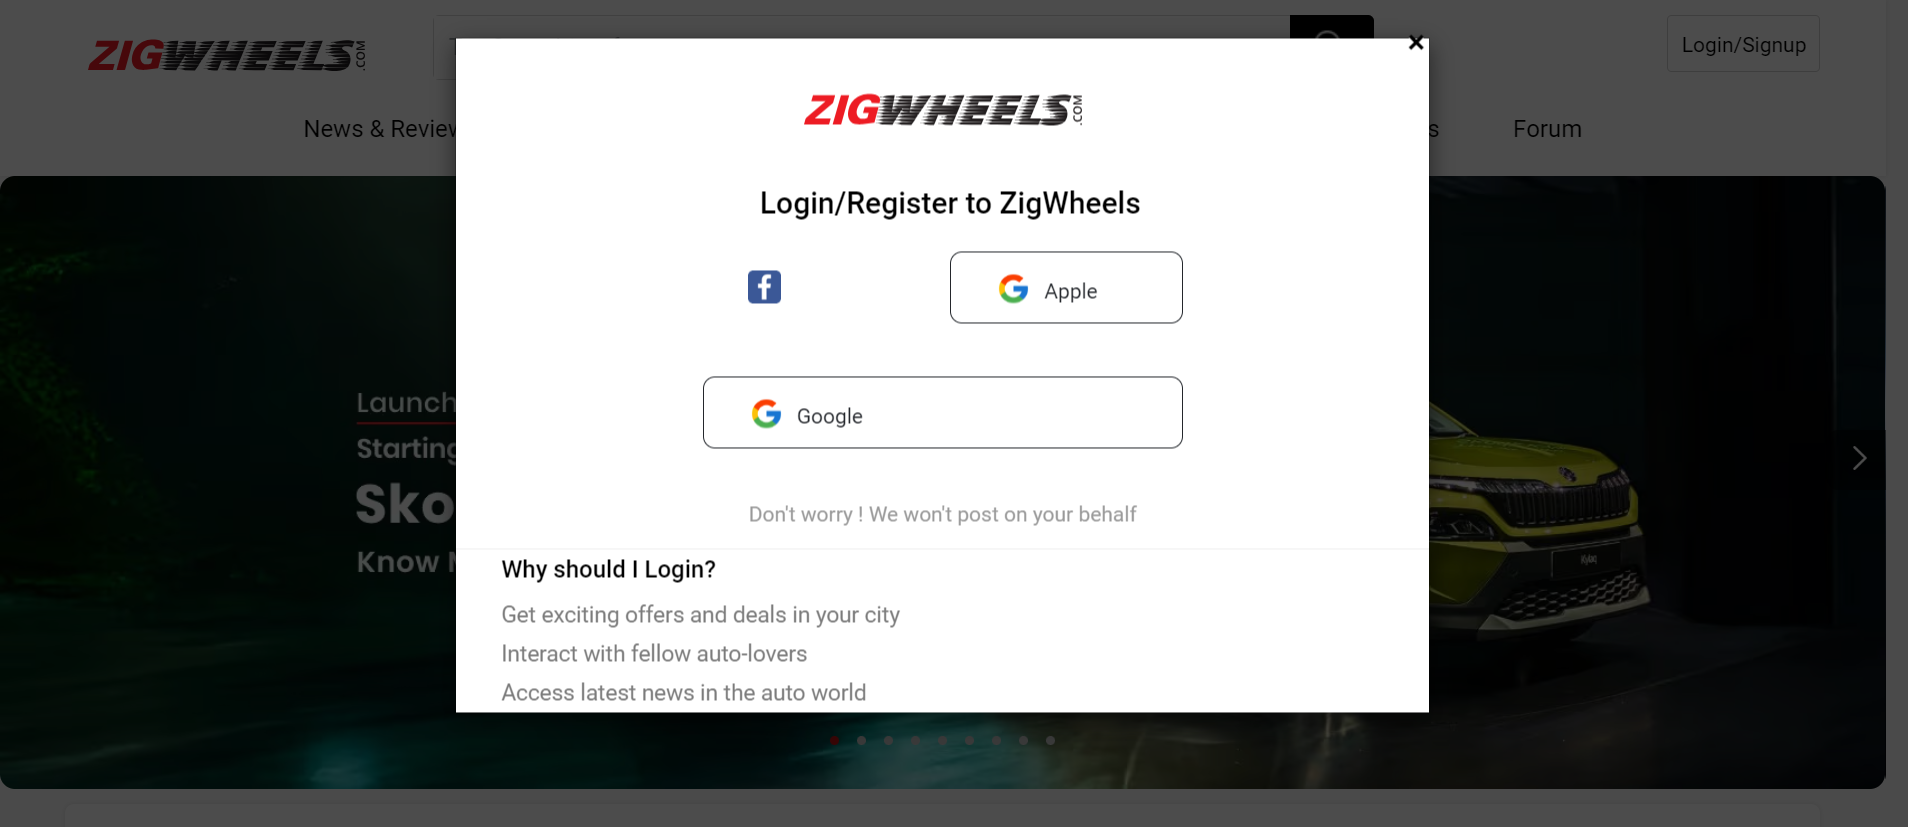 ZIGWHEELS.COM
Login/Signup
News & Review
Forum
ZIGWHEELS.COM
Login/Register to ZigWheels
Apple
Google
Don't worry ! We won't post on your behalf
Why should I Login?
Get exciting offers and deals in your city
Interact with fellow auto-lovers
Access latest news in the auto world
Launch
Starting
Sko
Know
Kylaq